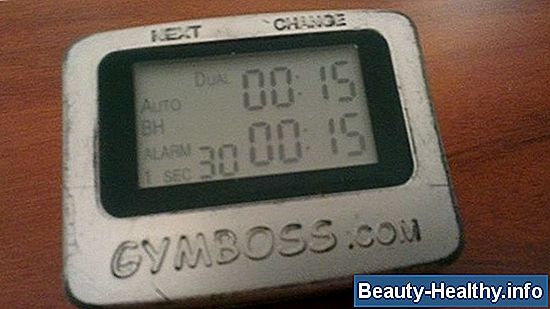 NEXT CHANGE
DUAL 00:15
AUTO
BH
ALARM 30 00:15
1 SEC
GYMBOSS.COM
Beauty-Healthy.info